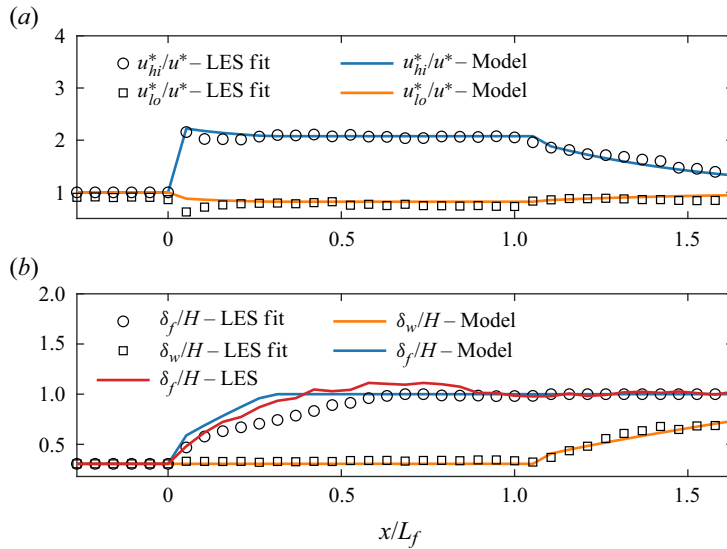 (a)
4
u*hi/u* – LES fit
u*hi/u* – Model
3
u*lo/u* – LES fit
u*lo/u* – Model
2
1
0
0.5
1.0
1.5
(b)
2.0
δf/H – LES fit
δw/H – Model
δw/H – LES fit
δf/H – Model
1.5
δf/H – LES
1.0
0.5
0
0.5
1.0
1.5
x/Lf